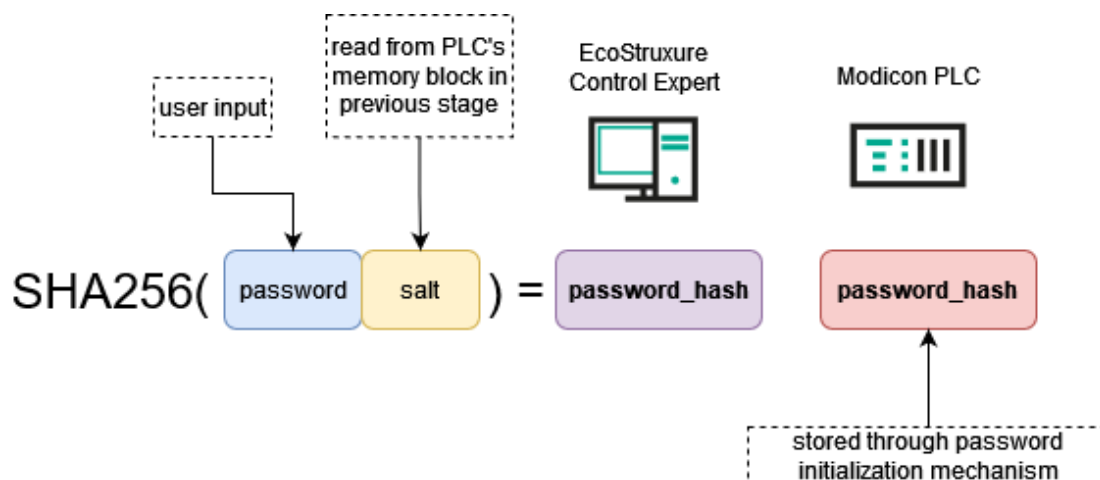 user input
read from PLC's
memory block in
previous stage
EcoStruxure
Control Expert
Modicon PLC
SHA256( password salt ) = password_hash password_hash
stored through password
initialization mechanism